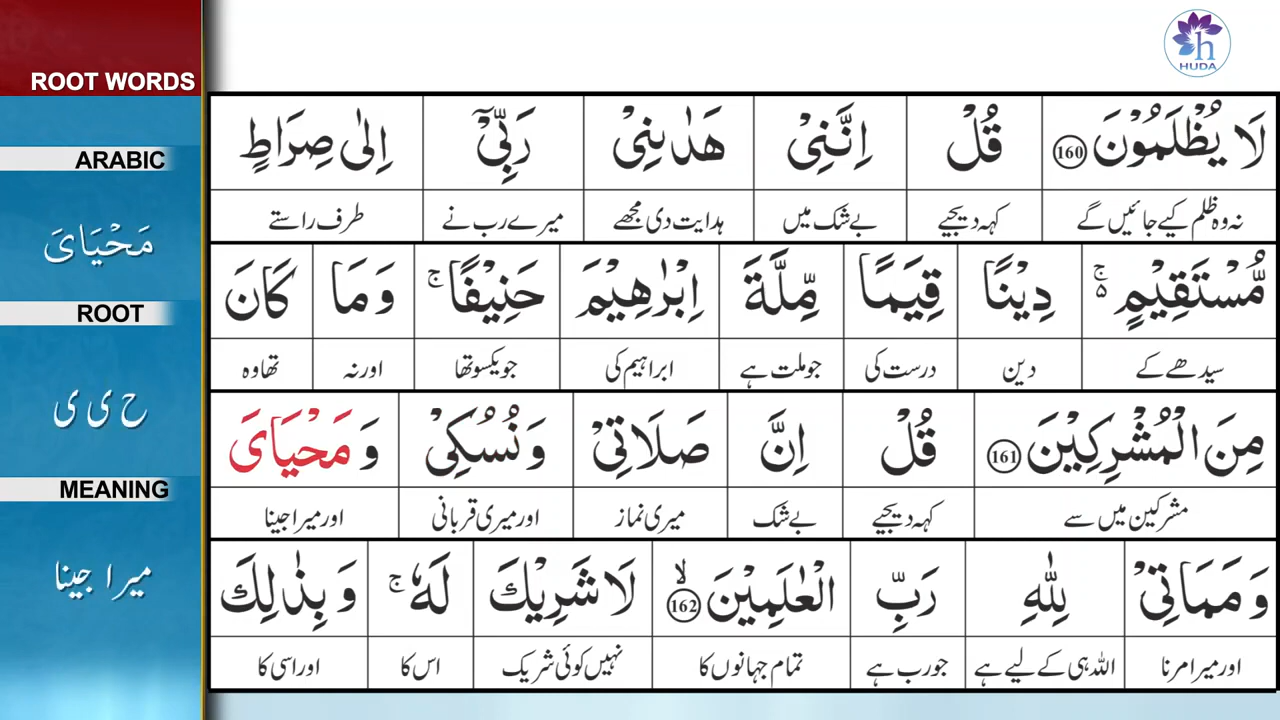 h
HUDA
ROOT WORDS
ARABIC
مَحْيَايَ
ROOT
ح ی ی
MEANING
میرا جینا
لَا يُظْلَمُوْنَ 160 قُلْ اِنَّنِيْ هَدٰىنِيْ رَبِّيْٓ اِلٰى صِرَاطٍ
نہ وہ ظلم کیے جائیں گے کہہ دیجیے بے شک میں ہدایت دی مجھے میرے رب نے طرف راستے
مُّسْتَقِيْمٍ ۵ۚ دِيْنًا قِيَمًا مِّلَّةَ اِبْرٰهِيْمَ حَنِيْفًا ۚ وَ مَا كَانَ
سیدھے کے دین درست کی جو ملت ہے ابراہیم کی جو یکسو تھا اور نہ تھا وہ
مِنَ الْمُشْرِكِيْنَ 161 قُلْ اِنَّ صَلَاتِيْ وَ نُسُكِيْ وَ مَحْيَايَ
مشرکین میں سے کہہ دیجیے بے شک میری نماز اور میری قربانی اور میرا جینا
وَ مَمَاتِيْ لِلّٰهِ رَبِّ الْعٰلَمِيْنَ ۙ 162 لَا شَرِيْكَ لَهٗ ۚ وَ بِذٰلِكَ
اور میرا مرنا اللہ ہی کے لیے ہے جو رب ہے تمام جہانوں کا نہیں کوئی شریک اس کا اور اسی کا